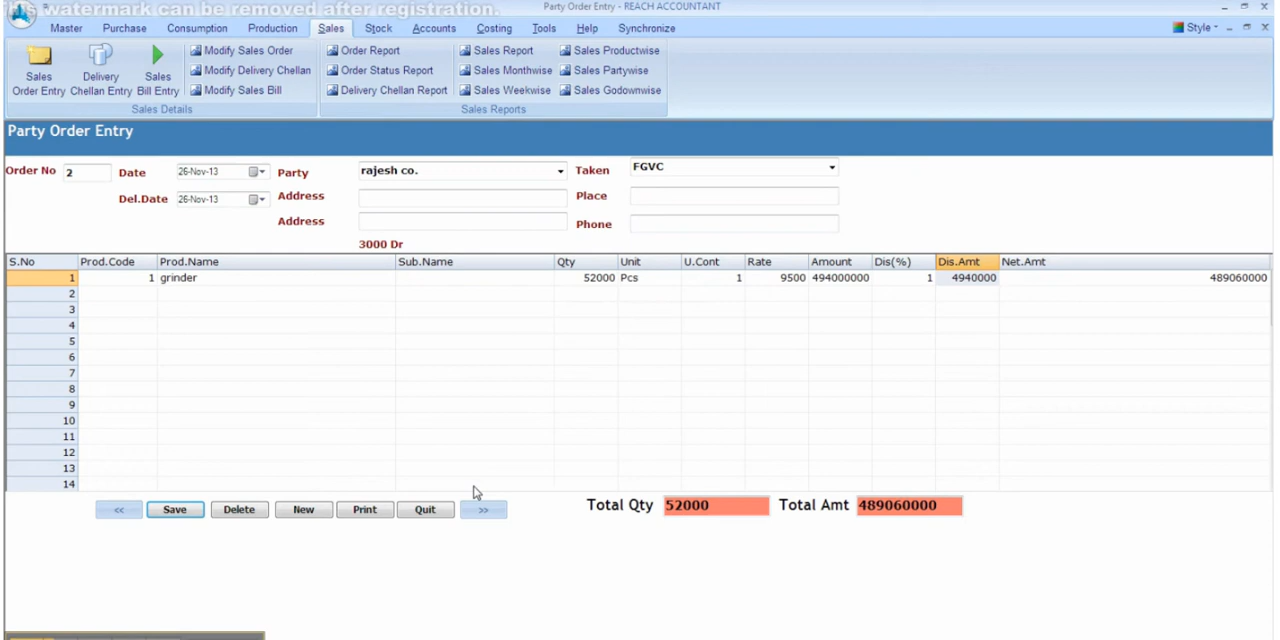 watermark can be removed after registration.
Party Order Entry - REACH ACCOUNTANT
Master Purchase Consumption Production Sales Stock Accounts Costing Tools Help Synchronize Style
Sales Order Entry
Delivery Chellan Entry
Sales Bill Entry
Modify Sales Order
Modify Delivery Chellan
Modify Sales Bill
Sales Details
Order Report
Order Status Report
Delivery Chellan Report
Sales Report
Sales Monthwise
Sales Weekwise
Sales Productwise
Sales Partywise
Sales Godownwise
Sales Reports
Party Order Entry
Order No 2 Date 26-Nov-13 Party rajesh co. Taken FGVC
Del.Date 26-Nov-13 Address Place
Address Phone
3000 Dr
S.No Prod.Code Prod.Name Sub.Name Qty Unit U.Cont Rate Amount Dis(%) Dis.Amt Net.Amt
1 1 grinder 52000 Pcs 1 9500 494000000 1 4940000 489060000
2
3
4
5
6
7
8
9
10
11
12
13
14
<< Save Delete New Print Quit >> Total Qty 52000 Total Amt 489060000